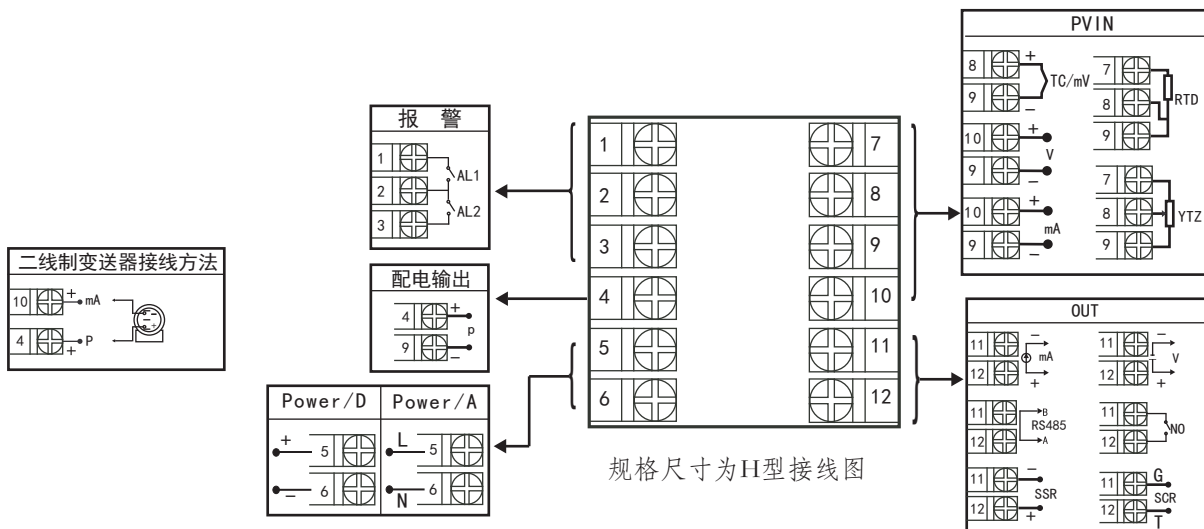 二线制变送器接线方法
10
+
mA
4
+
P
报 警
1
2
3
AL1
AL2
配电输出
4
+
p
9
−
Power/D
Power/A
+
5
L
5
−
6
N
6
1
2
3
4
5
6
7
8
9
10
11
12
规格尺寸为H型接线图
PVIN
8
+
TC/mV
9
−
10
+
V
9
−
10
+
mA
9
−
7
8
9
RTD
7
8
9
YTZ
OUT
11
−
mA
12
+
11
−
V
12
+
11
B
RS485
12
A
11
NO
12
11
−
SSR
12
+
11
G
SCR
12
T